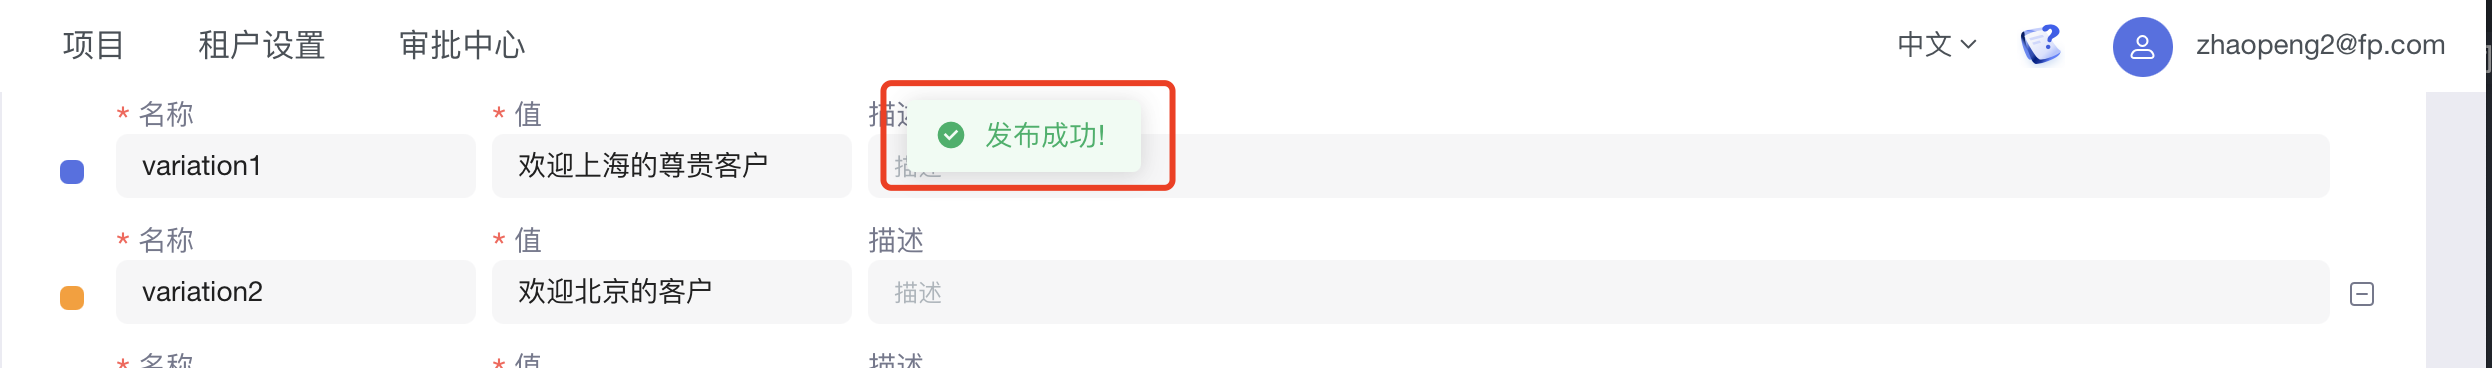 项目 租户设置 审批中心 中文 zhaopeng2@fp.com
* 名称 * 值 描述
发布成功!
variation1 欢迎上海的尊贵客户 描述
* 名称 * 值 描述
variation2 欢迎北京的客户 描述
* 名称 * 值 描述